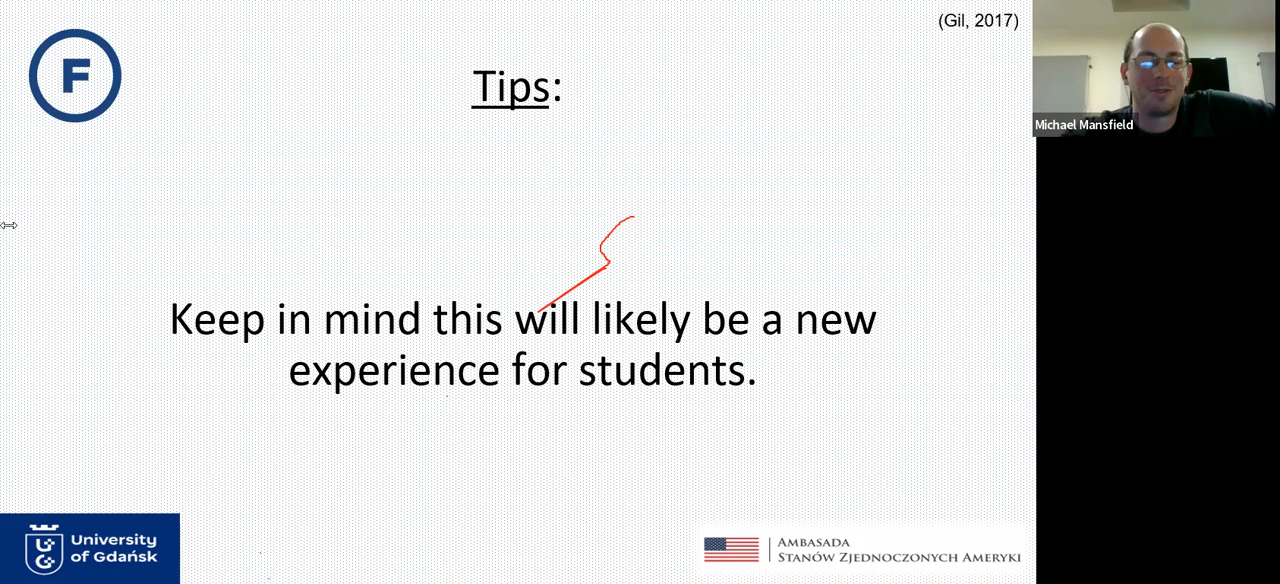 (Gil, 2017)
F
Tips:
Michael Mansfield
Keep in mind this will likely be a new
experience for students.
University
of Gdańsk
UG
AMBASADA
STANÓW ZJEDNOCZONYCH AMERYKI